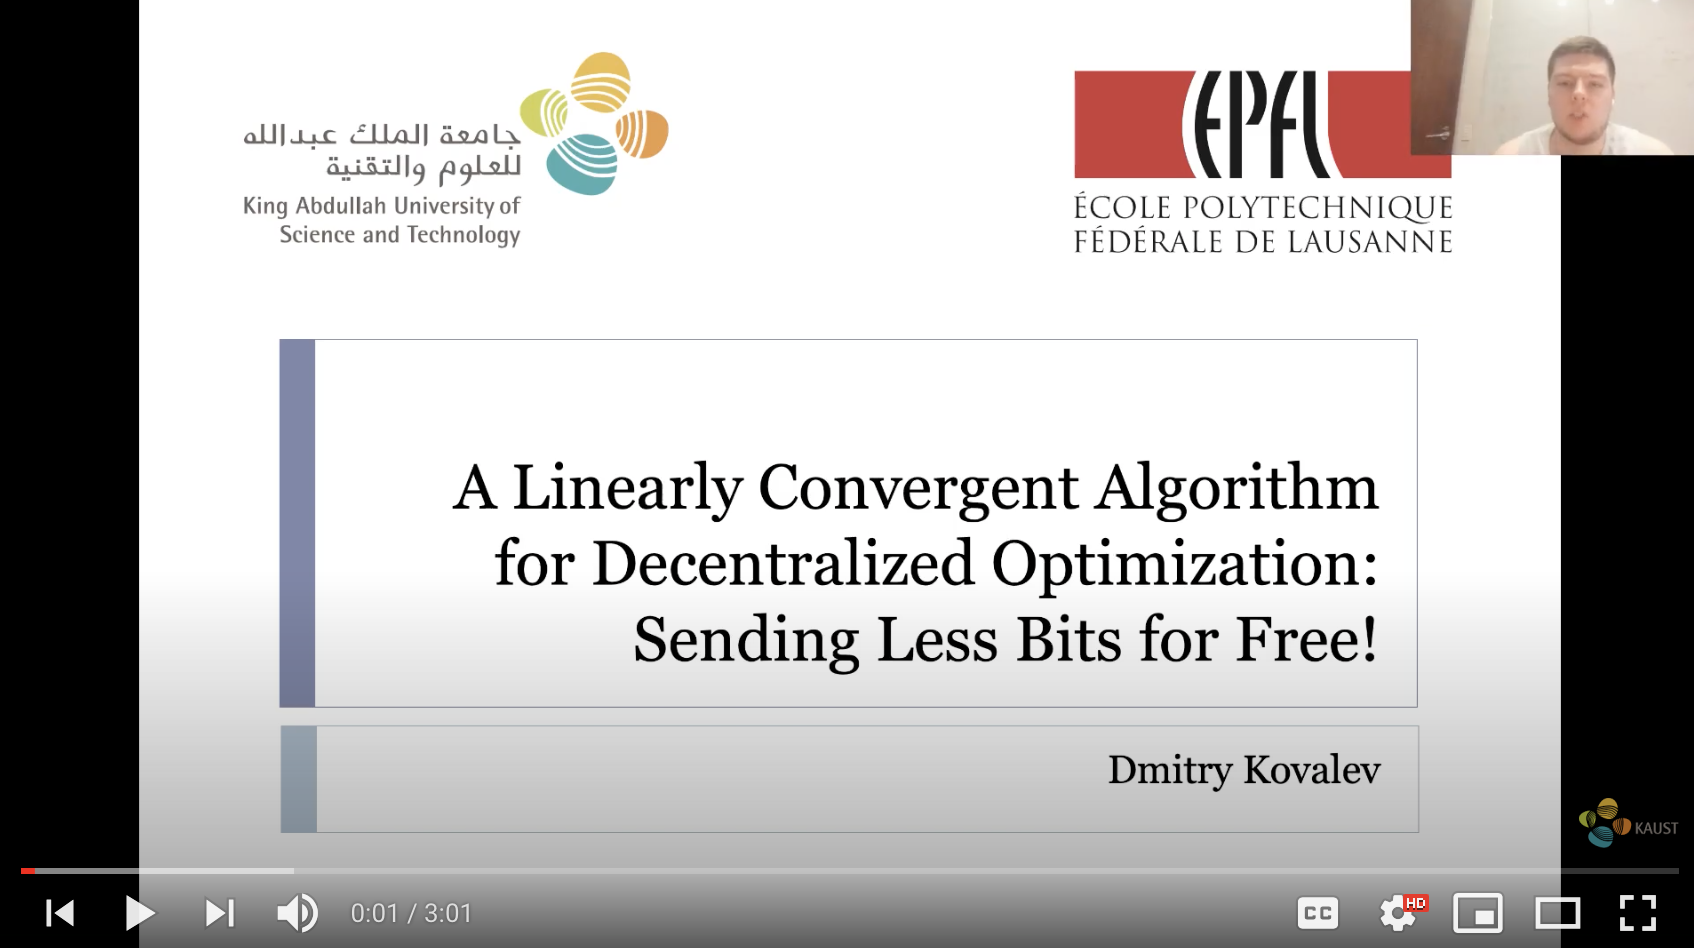 جامعة الملك عبدالله
للعلوم والتقنية
King Abdullah University of
Science and Technology
EPFL
ÉCOLE POLYTECHNIQUE
FÉDÉRALE DE LAUSANNE
A Linearly Convergent Algorithm
for Decentralized Optimization:
Sending Less Bits for Free!
Dmitry Kovalev
KAUST
0:01 / 3:01
CC
HD